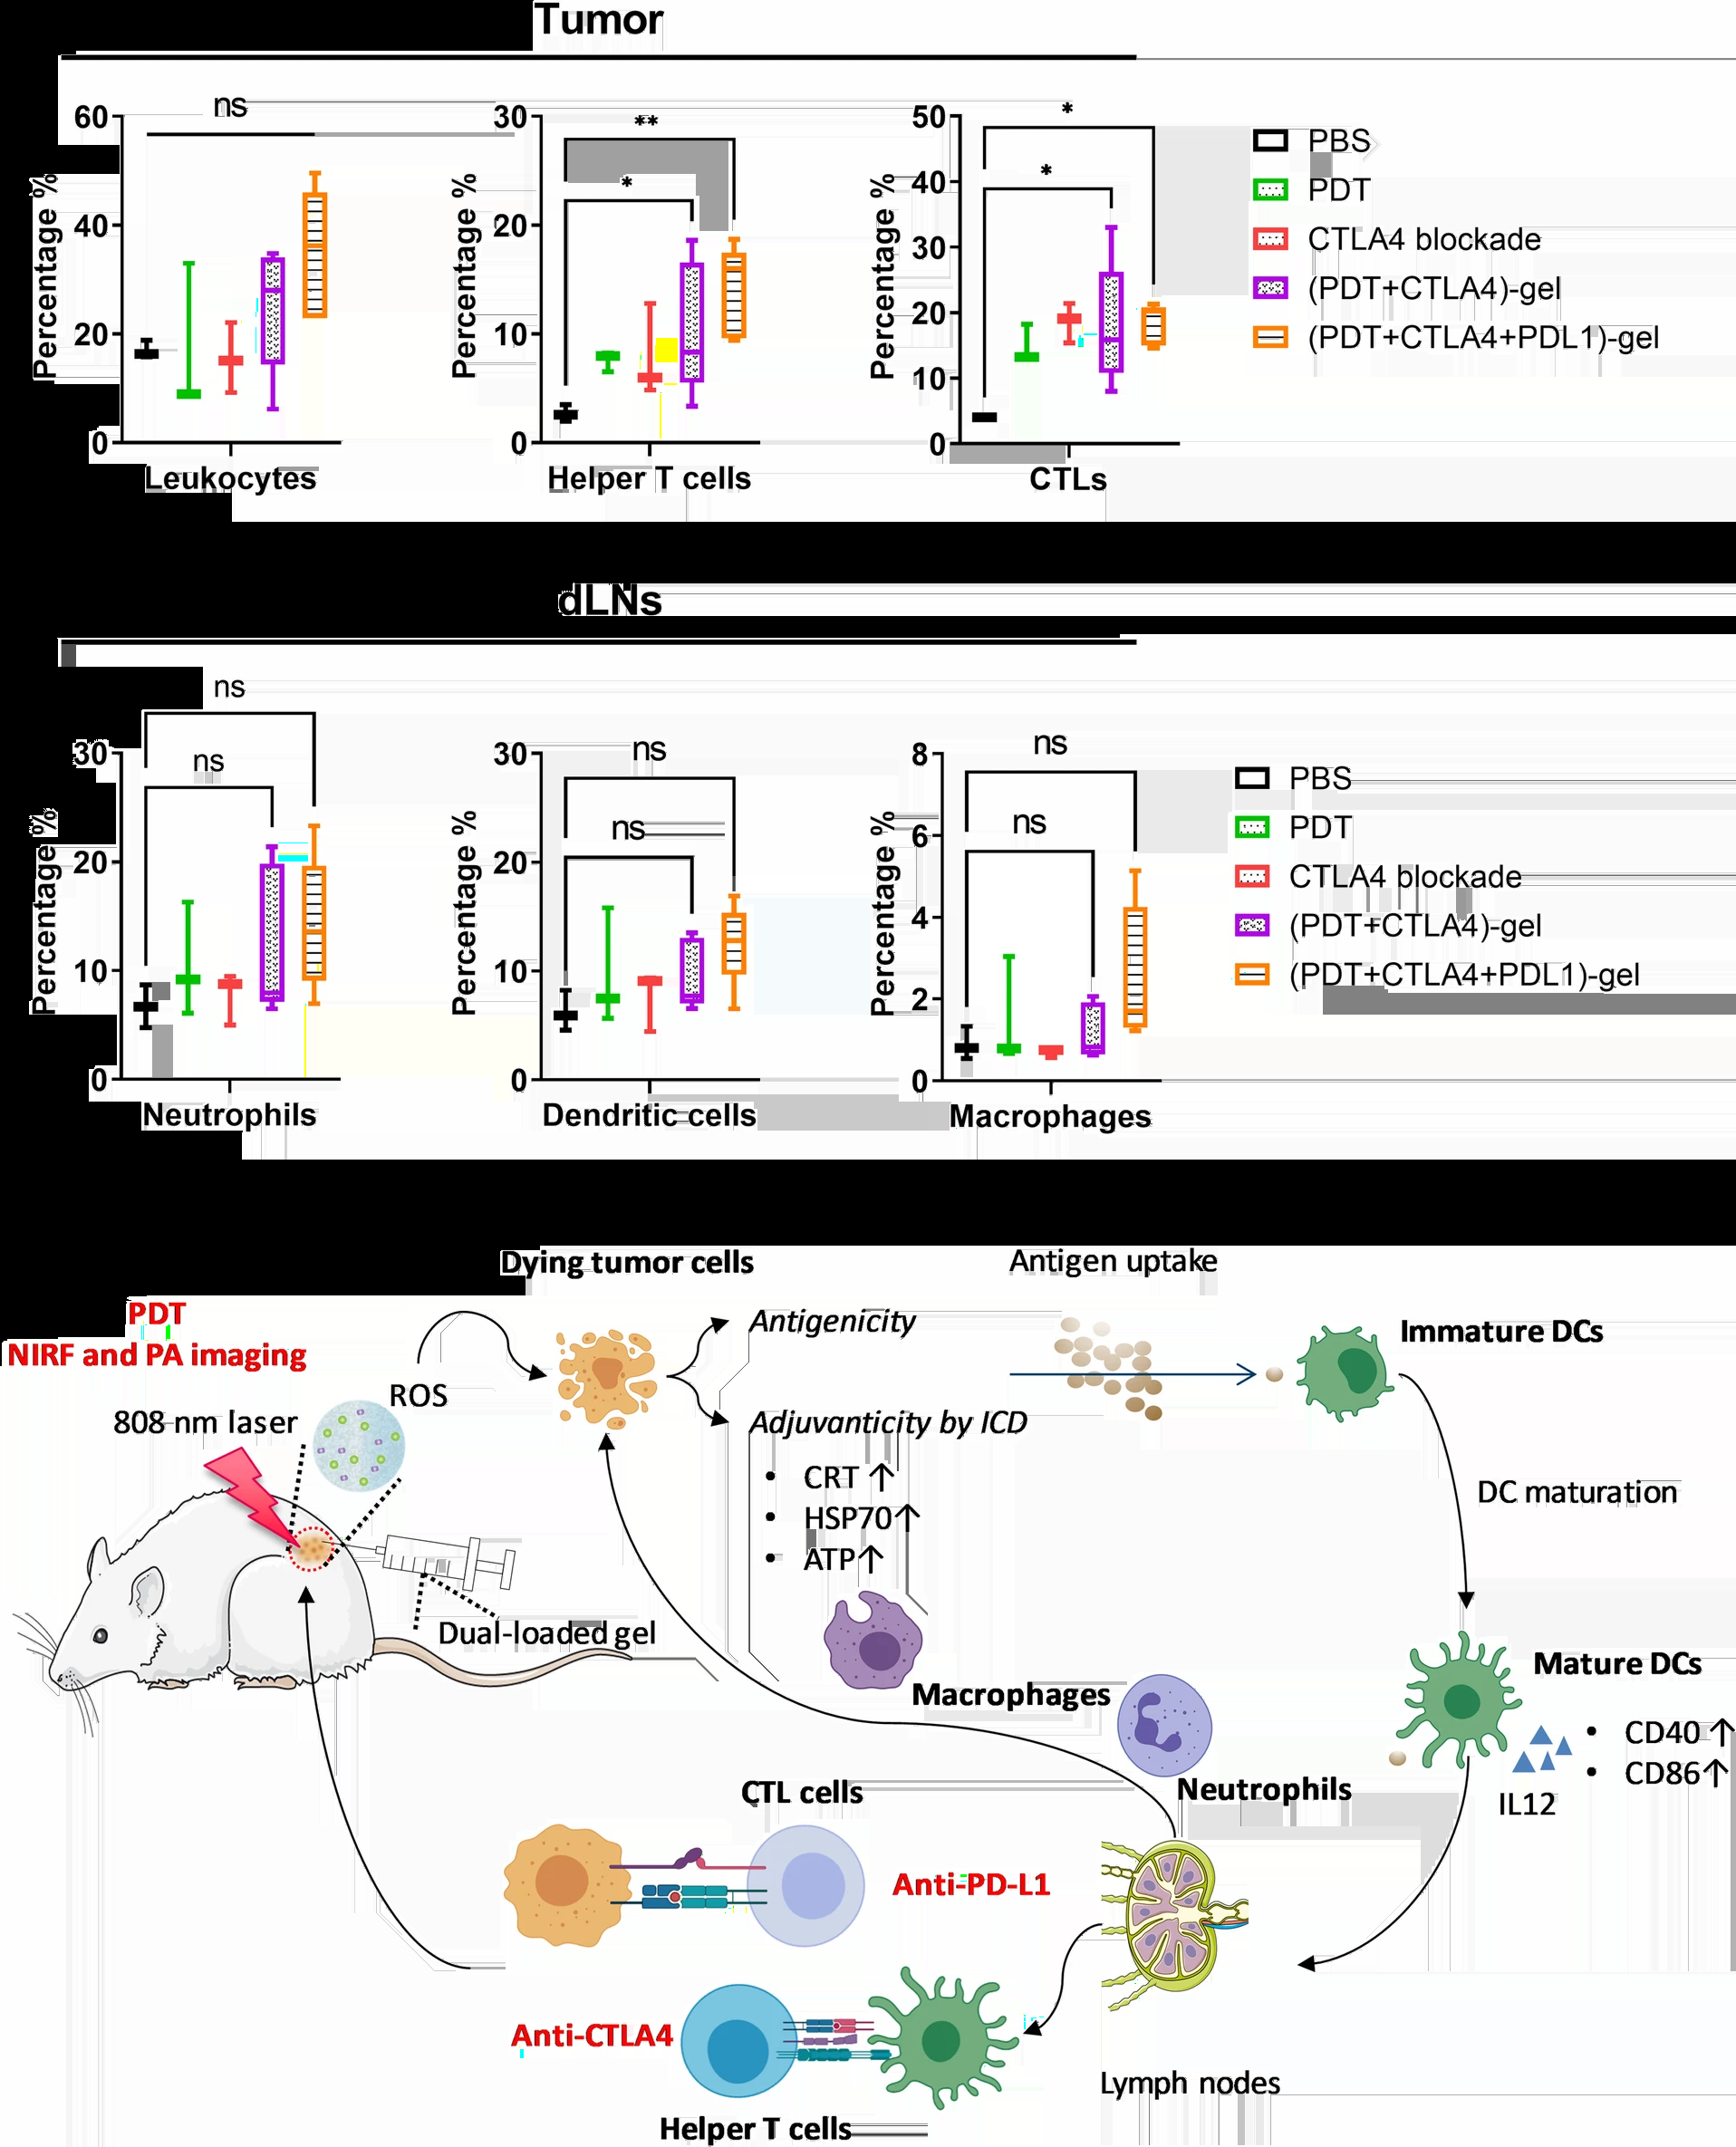 Tumor
ns
60
40
20
0
Percentage %
Leukocytes
**
*
30
20
10
0
Percentage %
Helper T cells
*
*
50
40
30
20
10
0
Percentage %
CTLs
PBS
PDT
CTLA4 blockade
(PDT+CTLA4)-gel
(PDT+CTLA4+PDL1)-gel
dLNs
ns
ns
30
20
10
0
Percentage%
Neutrophils
ns
ns
30
20
10
0
Percentage %
Dendritic cells
ns
ns
8
6
4
2
0
Percentage %
Macrophages
PBS
PDT
CTLA4 blockade
(PDT+CTLA4)-gel
(PDT+CTLA4+PDL1)-gel
Dying tumor cells
Antigen uptake
PDT
NIRF and PA imaging
Antigenicity
Immature DCs
ROS
808 nm laser
Adjuvanticity by ICD
• CRT ↑
• HSP70↑
• ATP↑
DC maturation
Dual-loaded gel
Macrophages
Mature DCs
• CD40 ↑
• CD86↑
IL12
Neutrophils
CTL cells
Anti-PD-L1
Anti-CTLA4
Lymph nodes
Helper T cells